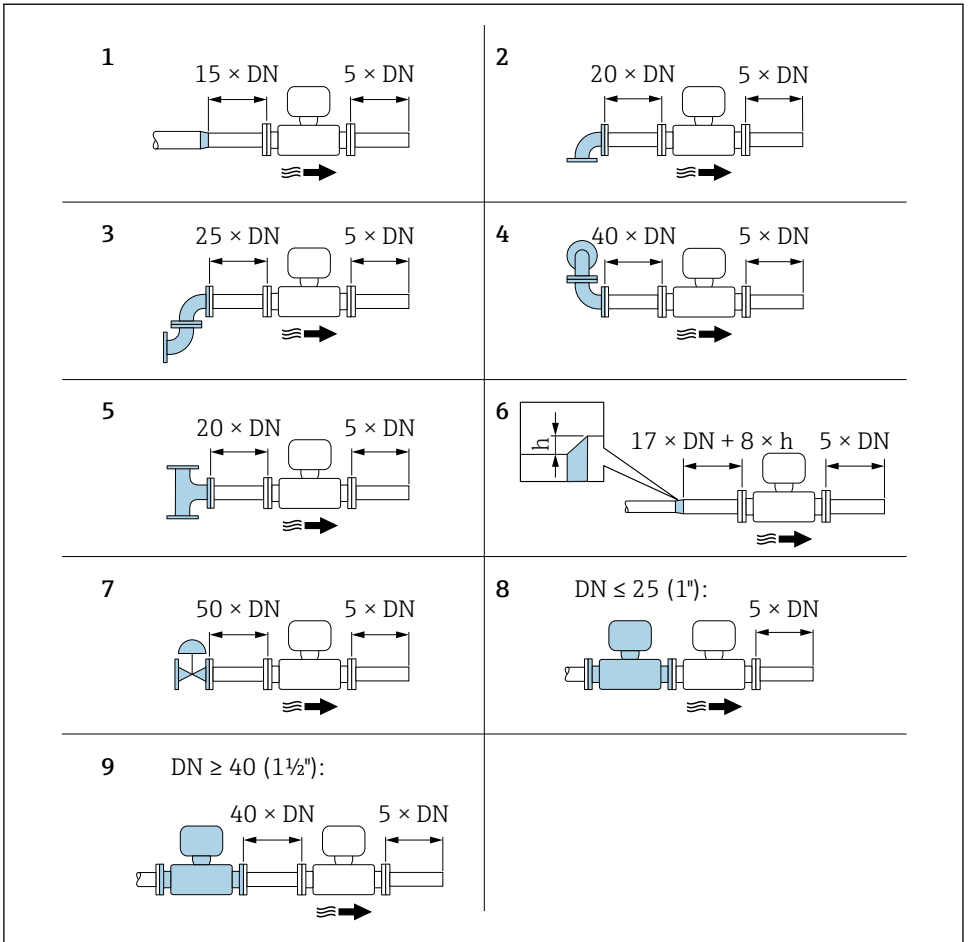 1
15 × DN 5 × DN
2
20 × DN 5 × DN
3
25 × DN 5 × DN
4
40 × DN 5 × DN
5
20 × DN 5 × DN
6
h
17 × DN + 8 × h 5 × DN
7
50 × DN 5 × DN
8 DN ≤ 25 (1"):
5 × DN
9 DN ≥ 40 (1½"):
40 × DN 5 × DN